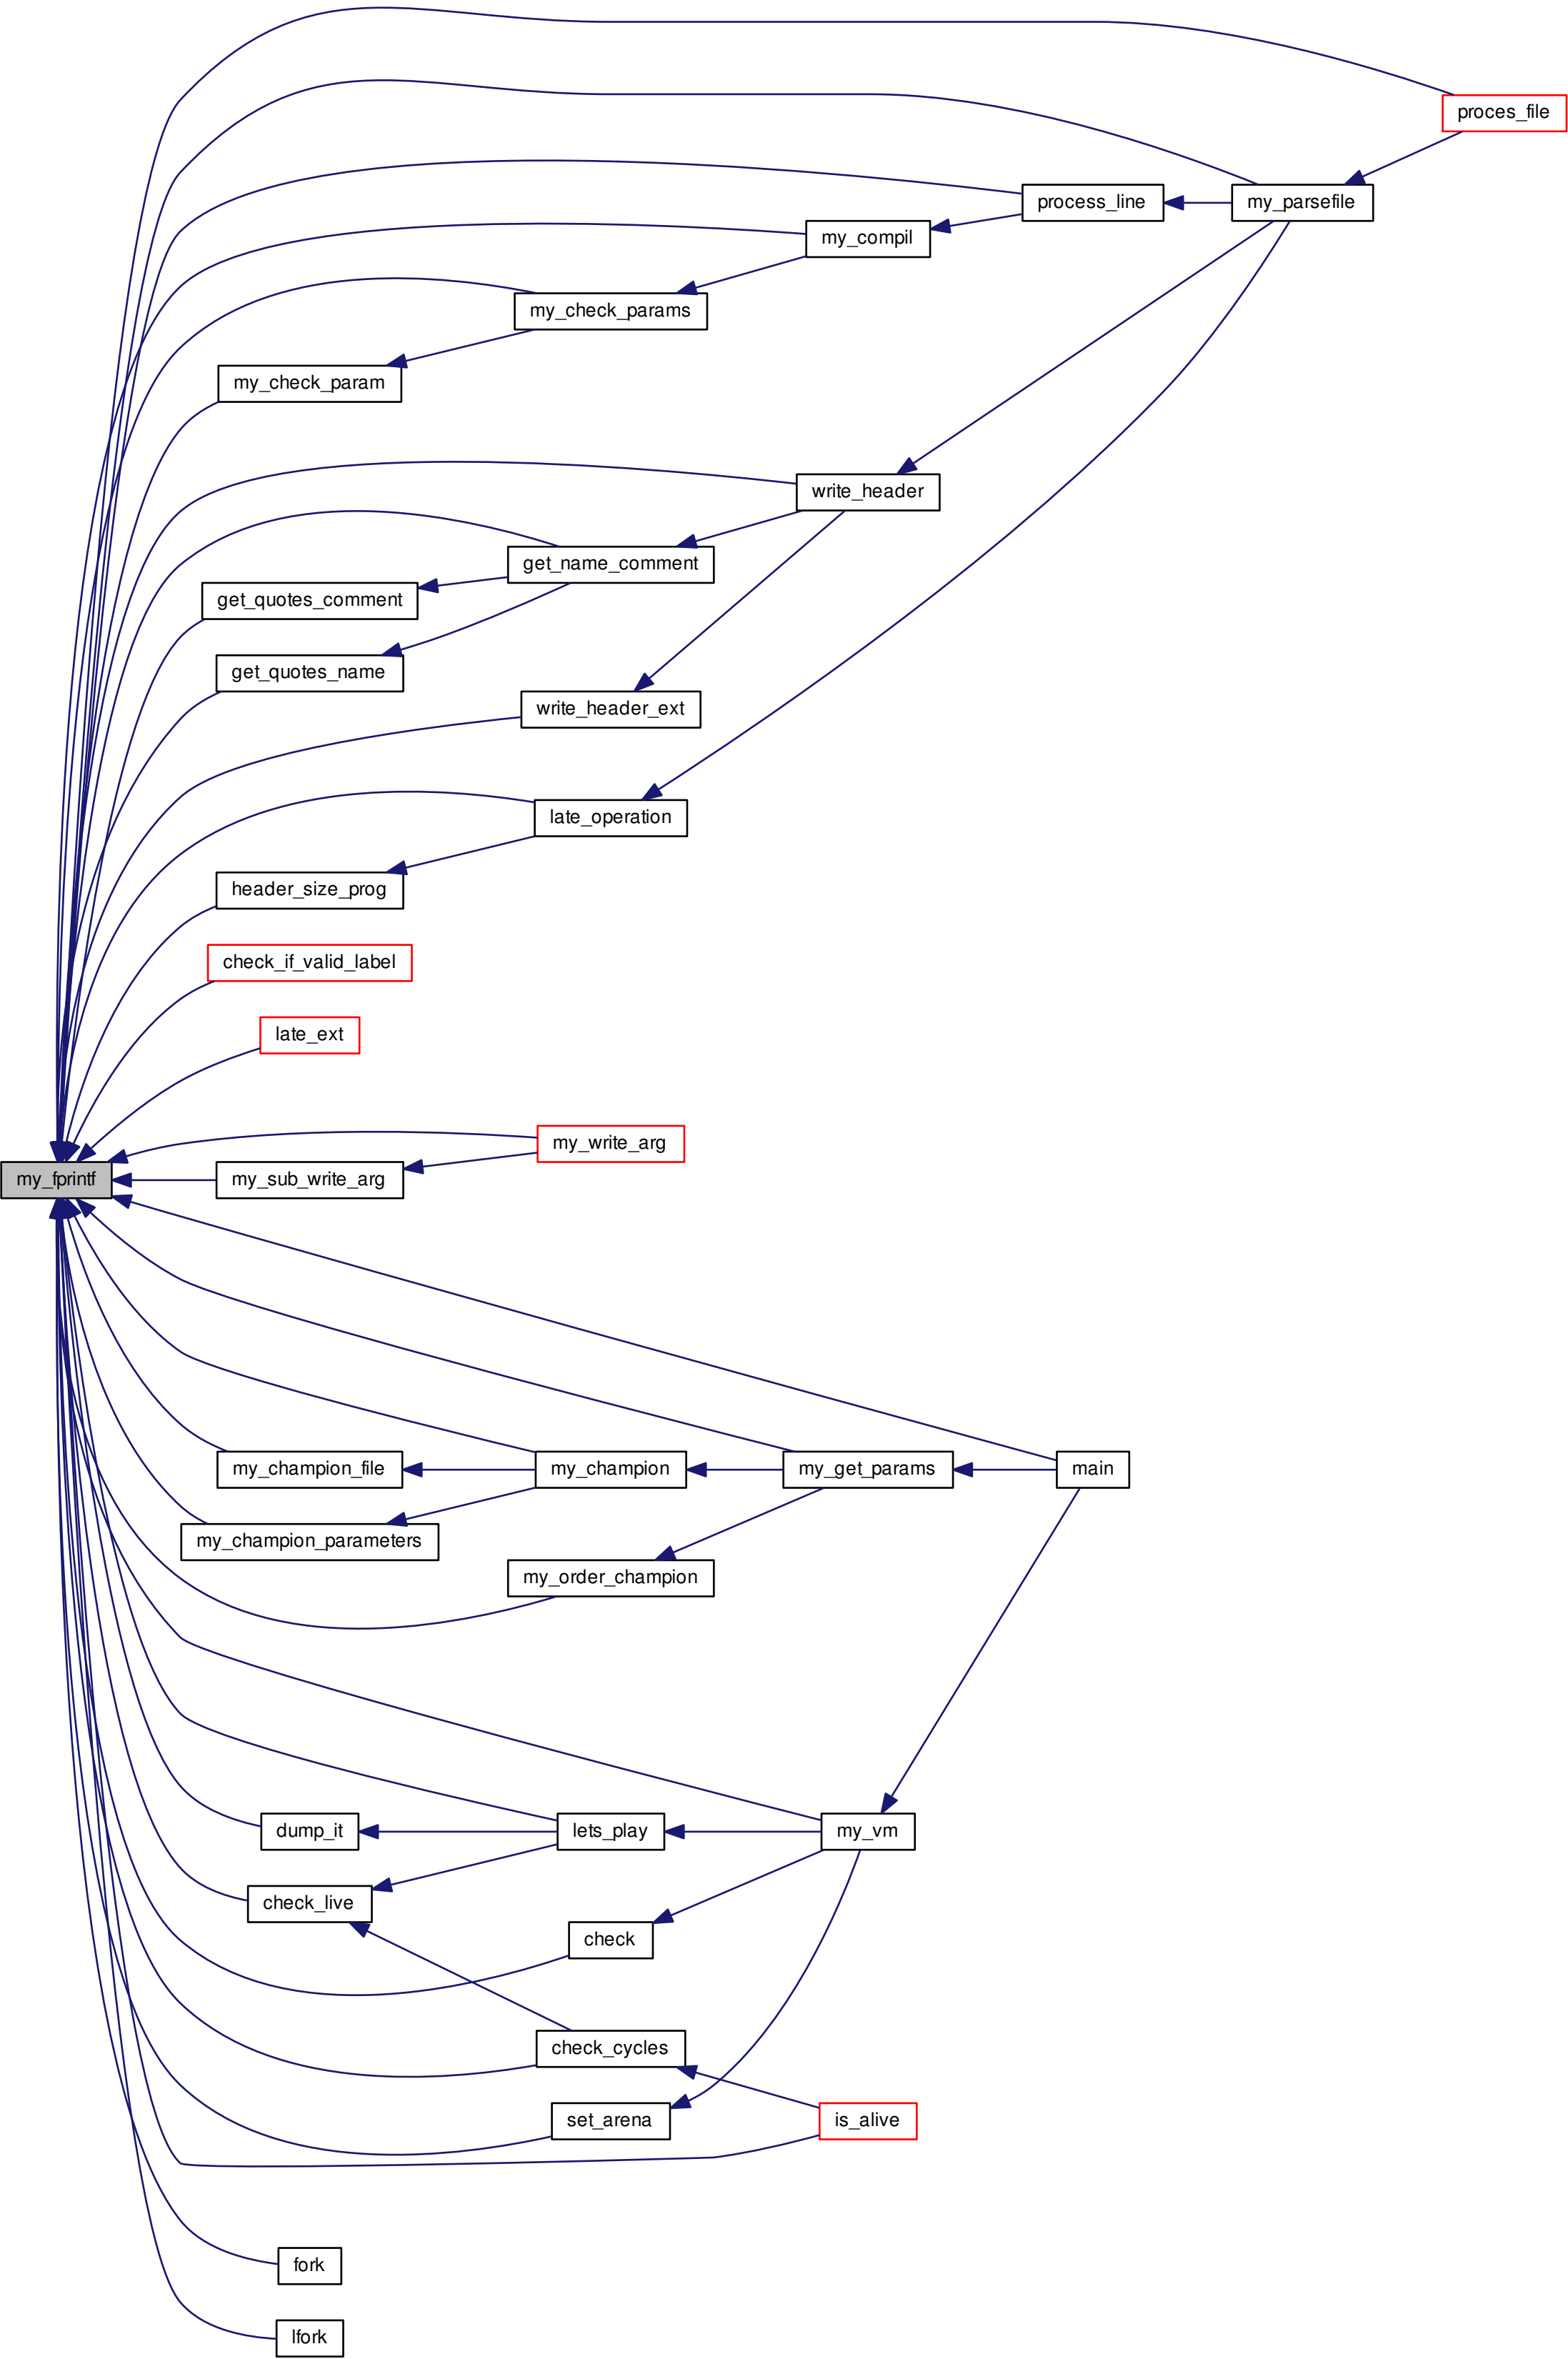 proces_file
process_line
my_parsefile
my_compil
my_check_params
my_check_param
write_header
get_name_comment
get_quotes_comment
get_quotes_name
write_header_ext
late_operation
header_size_prog
check_if_valid_label
late_ext
my_write_arg
my_fprintf
my_sub_write_arg
my_champion_file
my_champion
my_get_params
main
my_champion_parameters
my_order_champion
dump_it
lets_play
my_vm
check_live
check
check_cycles
set_arena
is_alive
fork
lfork